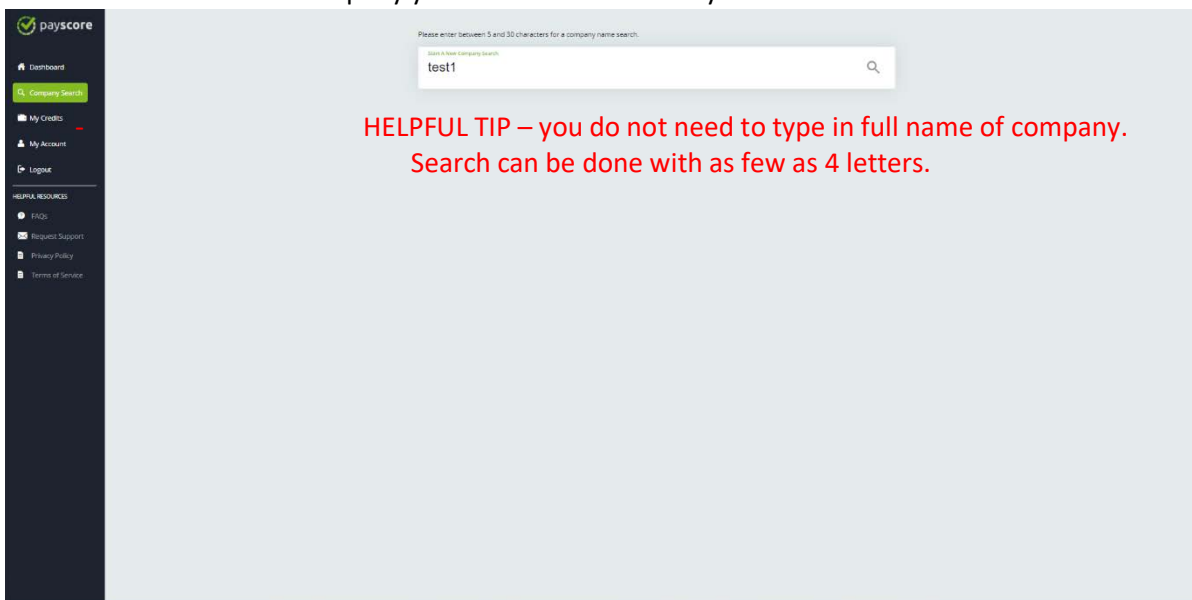 payscore
Please enter between 5 and 30 characters for a company name search.
Start A New Company Search
test1
Dashboard
Company Search
My Credits
My Account
Logout
HELPFUL RESOURCES
FAQs
Request Support
Privacy Policy
Terms of Service
HELPFUL TIP – you do not need to type in full name of company.
Search can be done with as few as 4 letters.